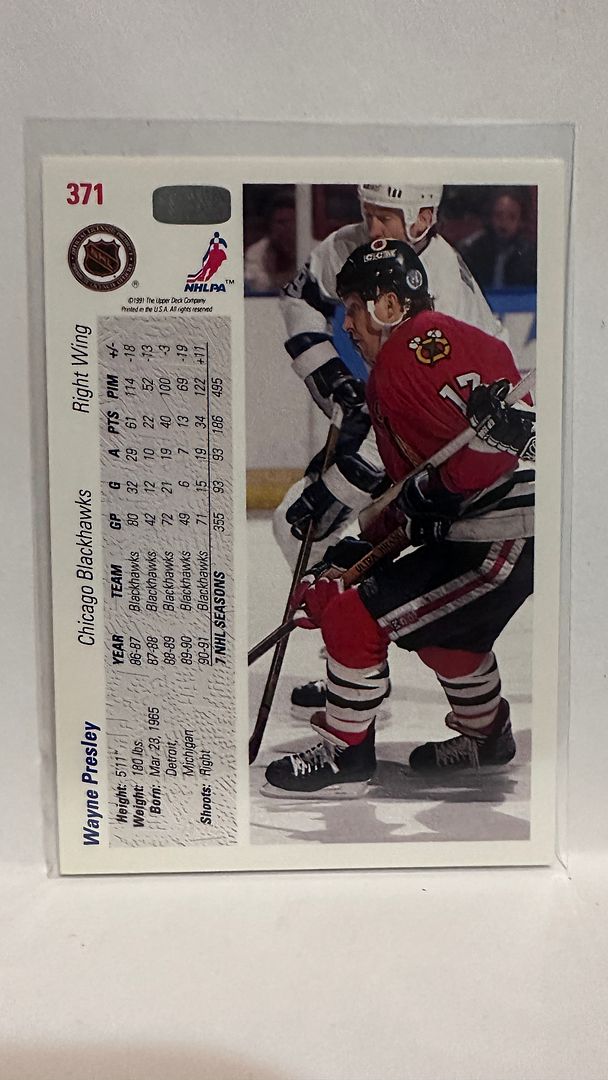 371
NHL
®
NHLPA™
©1991 The Upper Deck Company
Printed in the U.S.A. All rights reserved
Wayne Presley Chicago Blackhawks Right Wing
Height: 5'11"
Weight: 180 lbs.
Born: Mar. 23, 1965
Detroit,
Michigan
Shoots: Right
YEAR TEAM GP G A PTS PIM +/-
86-87 Blackhawks 80 32 29 61 114 -18
87-88 Blackhawks 42 12 10 22 52 -13
88-89 Blackhawks 72 21 19 40 100 -3
89-90 Blackhawks 49 6 7 13 69 -19
90-91 Blackhawks 71 15 19 34 122 +11
7 NHL SEASONS 355 93 93 186 495
CCM
17